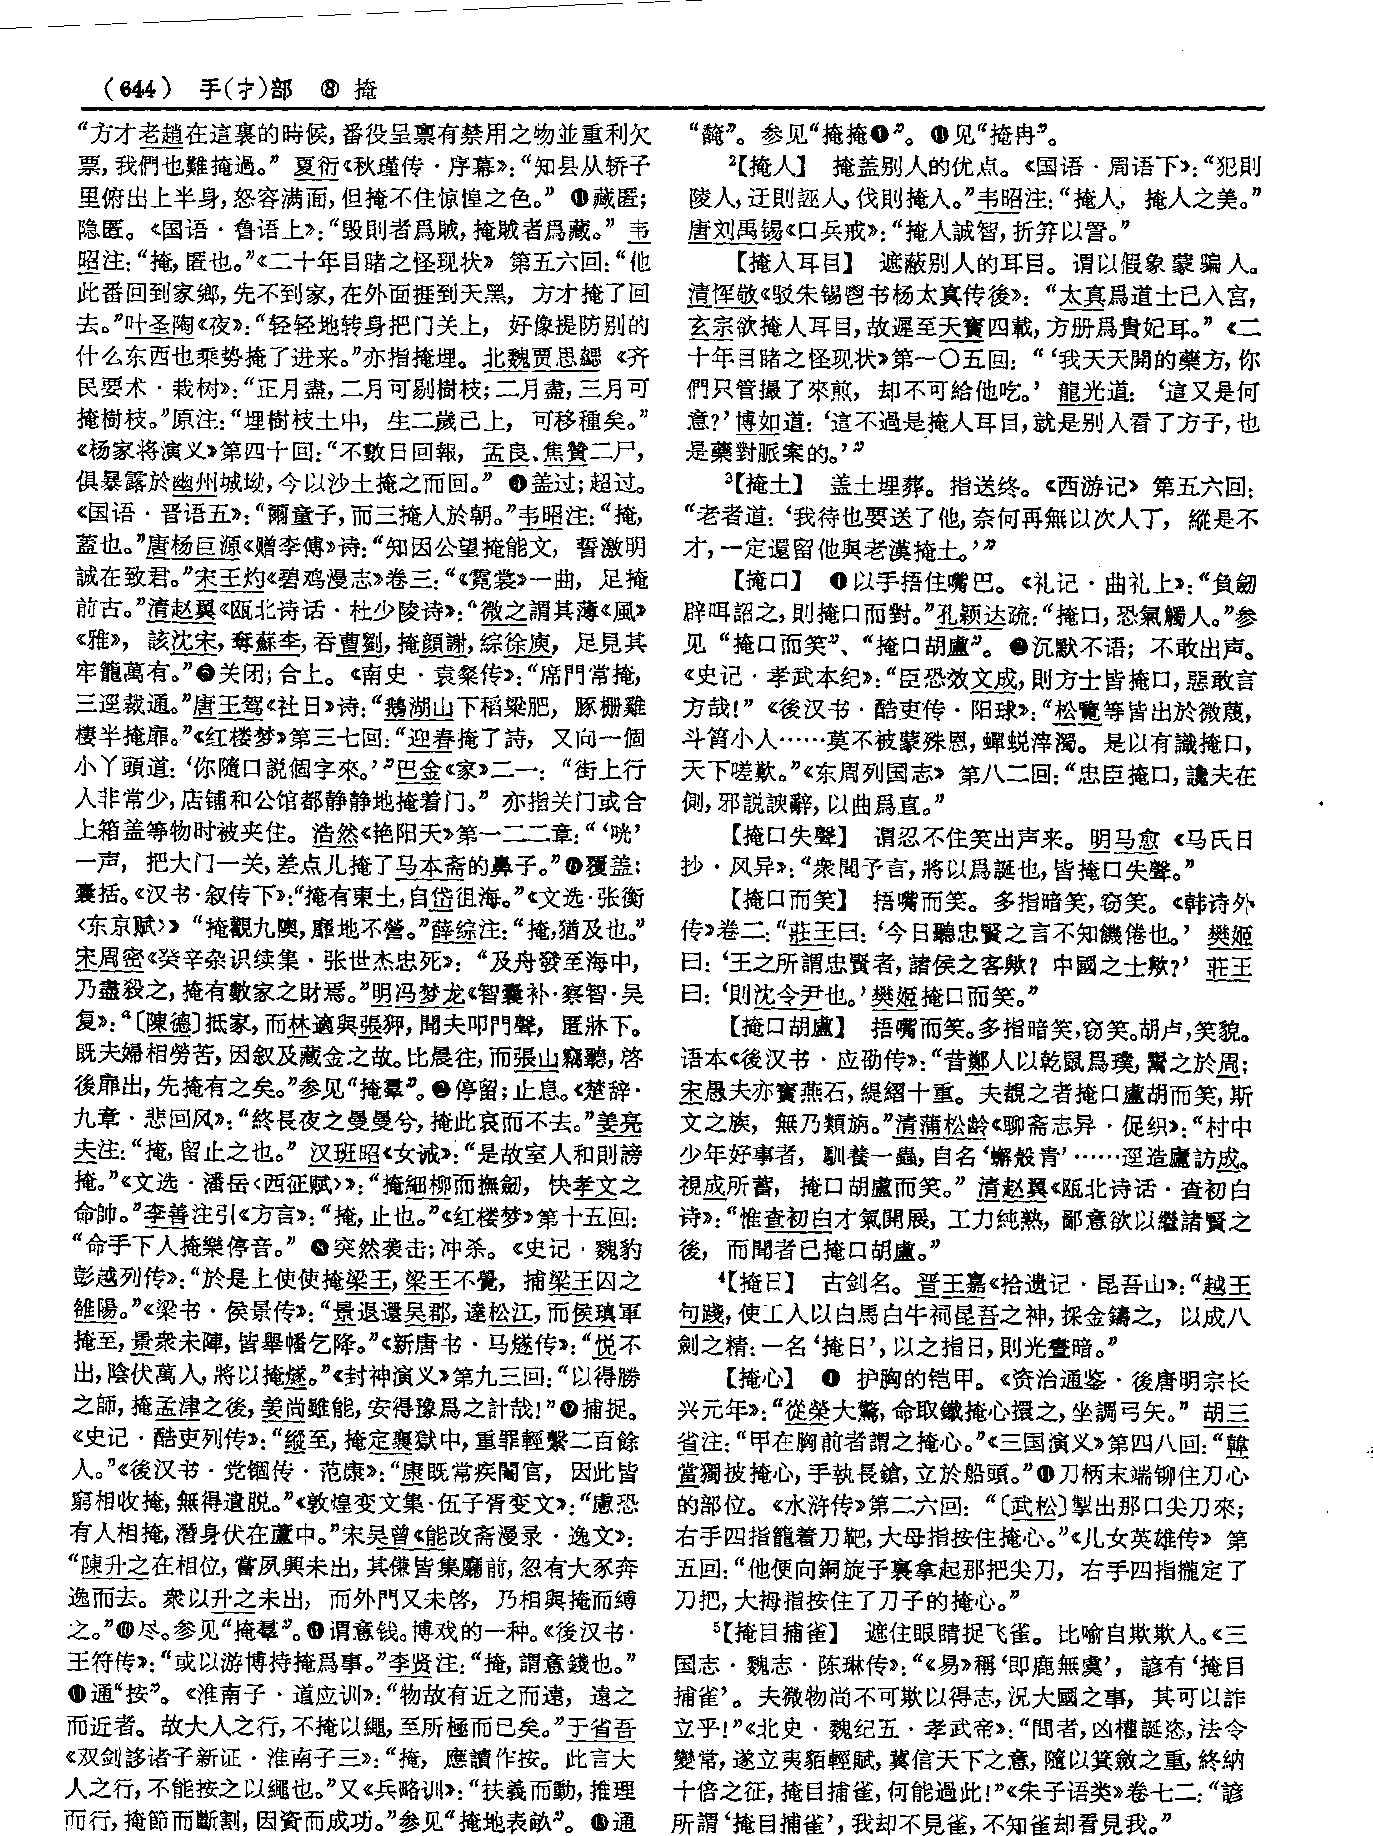 （644） 手(扌)部 ⑧ 掩
“方才老趙在這裏的時候,番役呈禀有禁用之物並重利欠
票,我們也難掩過。” 夏衍《秋瑾传·序幕》：“知县从轿子
里俯出上半身,怒容满面,但掩不住惊惶之色。” 藏匿；
隐匿。《国语·鲁语上》：“毁則者爲賊,掩賊者爲藏。” 韦
昭注：“掩,匿也。”《二十年目睹之怪现状》 第五六回：“他
此番回到家鄉,先不到家,在外面捱到天黑, 方才掩了回
去。”叶圣陶《夜》：“轻轻地转身把门关上, 好像提防别的
什么东西也乘势掩了进来。”亦指掩埋。北魏贾思勰《齐
民要术·栽树》：“正月盡,二月可剶樹枝；二月盡,三月可
掩樹枝。”原注：“埋樹枝土中, 生二歲已上, 可移種矣。”
《杨家将演义》第四十回：“不數日回報, 孟良、焦贊二尸,
俱暴露於幽州城坳,今以沙土掩之而回。” 盖过；超过。
《国语·晋语五》：“爾童子,而三掩人於朝。”韦昭注：“掩,
蓋也。”唐杨巨源《赠李傅》诗：“知因公望掩能文, 誓激明
誠在致君。”宋王灼《碧鸡漫志》卷三：“《霓裳》一曲, 足掩
前古。”清赵翼《瓯北诗话·杜少陵诗》：“微之謂其薄《風》
《雅》, 該沈宋,奪蘇李,吞曹劉,掩顔謝,綜徐庾, 足見其
牢籠萬有。”关闭；合上。《南史·袁粲传》：“席門常掩,
三逕裁通。”唐王驾《社日》诗：“鵝湖山下稻粱肥, 豚栅雞
棲半掩扉。”《红楼梦》第三七回：“迎春掩了詩, 又向一個
小丫頭道：‘你隨口説個字來。’”巴金《家》二一： “街上行
人非常少,店铺和公馆都静静地掩着门。” 亦指关门或合
上箱盖等物时被夹住。浩然《艳阳天》第一二二章：“‘咣’
一声, 把大门一关,差点儿掩了马本斋的鼻子。”覆盖；
囊括。《汉书·叙传下》：“掩有東土,自岱徂海。”《文选·张衡
〈东京赋〉》 “掩觀九隩,靡地不營。”薛综注：“掩,猶及也。”
宋周密《癸辛杂识续集·张世杰忠死》：“及舟發至海中,
乃盡殺之,掩有數家之財焉。”明冯梦龙《智囊补·察智·吴
复》：“〔陳德〕抵家,而林適與張狎,聞夫叩門聲, 匿牀下。
既夫婦相勞苦,因叙及藏金之故。比晨往,而張山竊聽,啓
後扉出,先掩有之矣。”参见“掩羣”。停留；止息。《楚辞·
九章·悲回风》：“終長夜之曼曼兮,掩此哀而不去。”姜亮
夫注：“掩,留止之也。” 汉班昭《女诫》：“是故室人和則謗
掩。”《文选·潘岳〈西征赋〉》：“掩細柳而撫劒, 快孝文之
命帥。”李善注引《方言》：“掩,止也。”《红楼梦》第十五回：
“命手下人掩樂停音。” 突然袭击；冲杀。《史记·魏豹
彭越列传》：“於是上使使掩梁王,梁王不覺, 捕梁王囚之
雒陽。”《梁书·侯景传》：“景退還吴郡,達松江,而侯瑱軍
掩至,景衆未陣,皆舉幡乞降。”《新唐书·马燧传》：“悦不
出,陰伏萬人,將以掩燧。”《封神演义》第九三回：“以得勝
之師,掩孟津之後,姜尚雖能,安得豫爲之計哉！”捕捉。
《史记·酷吏列传》：“縱至,掩定襄獄中,重罪輕繫二百餘
人。”《後汉书·党锢传·范康》：“康既常疾閹官, 因此皆
窮相收掩,無得遺脱。”《敦煌变文集·伍子胥变文》：“慮恐
有人相掩,潛身伏在蘆中。”宋吴曾《能改斋漫录·逸文》：
“陳升之在相位,嘗夙興未出,其僚皆集廳前,忽有大豕奔
逸而去。衆以升之未出, 而外門又未啓, 乃相與掩而縛
之。”尽。参见“掩羣”。谓意钱。博戏的一种。《後汉书·
王符传》：“或以游博持掩爲事。”李贤注：“掩,謂意錢也。”
通“按”。《淮南子·道应训》：“物故有近之而遠, 遠之
而近者。故大人之行,不掩以繩,至所極而已矣。”于省吾
《双剑誃诸子新证·淮南子三》：“掩, 應讀作按。此言大
人之行,不能按之以繩也。”又《兵略训》：“扶義而動,推理
而行,掩節而斷割,因資而成功。”参见“掩地表畝”。通
“醃”。参见“掩掩❶”。见“掩冉”。
²【掩人】 掩盖别人的优点。《国语·周语下》：“犯則
陵人,迂則誣人,伐則掩人。”韦昭注：“掩人, 掩人之美。”
唐刘禹锡《口兵戒》：“掩人誠智,折笄以詈。”
【掩人耳目】 遮蔽别人的耳目。谓以假象蒙骗人。
清恽敬《驳朱锡鬯书杨太真传後》：“太真爲道士已入宫,
玄宗欲掩人耳目,故遲至天寶四載,方册爲貴妃耳。”《二
十年目睹之怪现状》第一〇五回：“‘我天天開的藥方,你
們只管撮了來煎, 却不可給他吃。’龍光道：‘這又是何
意？’博如道：‘這不過是掩人耳目,就是别人看了方子,也
是藥對脈案的。’”
³【掩土】 盖土埋葬。指送终。《西游记》 第五六回：
“老者道：‘我待也要送了他,奈何再無以次人丁, 縱是不
才,一定還留他與老漢掩土。’”
【掩口】 ❶以手捂住嘴巴。《礼记·曲礼上》：“負劒
辟咡詔之,則掩口而對。”孔颖达疏：“掩口,恐氣觸人。”参
见“掩口而笑”、“掩口胡盧”。❷沉默不语；不敢出声。
《史记·孝武本纪》：“臣恐效文成,則方士皆掩口,惡敢言
方哉！”《後汉书·酷吏传·阳球》：“松覽等皆出於微蔑,
斗筲小人……莫不被蒙殊恩,蟬蜕滓濁。是以有識掩口,
天下嗟歎。”《东周列国志》 第八二回：“忠臣掩口,讒夫在
側,邪説諛辭,以曲爲直。”
【掩口失聲】 谓忍不住笑出声来。明马愈《马氏日
抄·风异》：“衆聞予言,將以爲誕也,皆掩口失聲。”
【掩口而笑】 捂嘴而笑。多指暗笑,窃笑。《韩诗外
传》卷二：“莊王曰：‘今日聽忠賢之言不知饑倦也。’樊姬
曰：‘王之所謂忠賢者,諸侯之客歟？中國之士歟？’莊王
曰：‘則沈令尹也。’樊姬掩口而笑。”
【掩口胡盧】 捂嘴而笑。多指暗笑,窃笑。胡卢,笑貌。
语本《後汉书·应劭传》：“昔鄭人以乾鼠爲璞,鬻之於周；
宋愚夫亦寶燕石,緹緇十重。夫覩之者掩口盧胡而笑,斯
文之族, 無乃類旃。”清蒲松龄《聊斋志异·促织》：“村中
少年好事者, 馴養一蟲,自名‘蟹殼青’……逕造廬訪成。
視成所蓄, 掩口胡盧而笑。” 清赵翼《瓯北诗话·查初白
诗》：“惟查初白才氣開展, 工力純熟, 鄙意欲以繼諸賢之
後, 而聞者已掩口胡盧。”
⁴【掩日】 古剑名。晋王嘉《拾遗记·昆吾山》：“越王
句踐,使工人以白馬白牛祠昆吾之神,採金鑄之, 以成八
劍之精：一名‘掩日’,以之指日,則光晝暗。”
【掩心】 ❶ 护胸的铠甲。《资治通鉴·後唐明宗长
兴元年》：“從榮大驚,命取鐵掩心擐之,坐調弓矢。” 胡三
省注：“甲在胸前者謂之掩心。”《三国演义》第四八回：“韓
當獨披掩心,手執長鎗,立於船頭。”刀柄末端铆住刀心
的部位。《水浒传》第二六回： “〔武松〕掣出那口尖刀來；
右手四指籠着刀靶,大母指按住掩心。”《儿女英雄传》 第
五回：“他便向銅旋子裏拿起那把尖刀, 右手四指攏定了
刀把,大拇指按住了刀子的掩心。”
⁵【掩目捕雀】 遮住眼睛捉飞雀。比喻自欺欺人。《三
国志·魏志·陈琳传》：“《易》稱‘即鹿無虞’, 諺有‘掩目
捕雀’。夫微物尚不可欺以得志,況大國之事, 其可以詐
立乎！”《北史·魏纪五·孝武帝》：“間者,凶權誕恣,法令
變常,遂立夷貊輕賦,冀信天下之意,隨以箕斂之重,終納
十倍之征,掩目捕雀,何能過此！”《朱子语类》卷七二：“諺
所謂‘掩目捕雀’,我却不見雀,不知雀却看見我。”